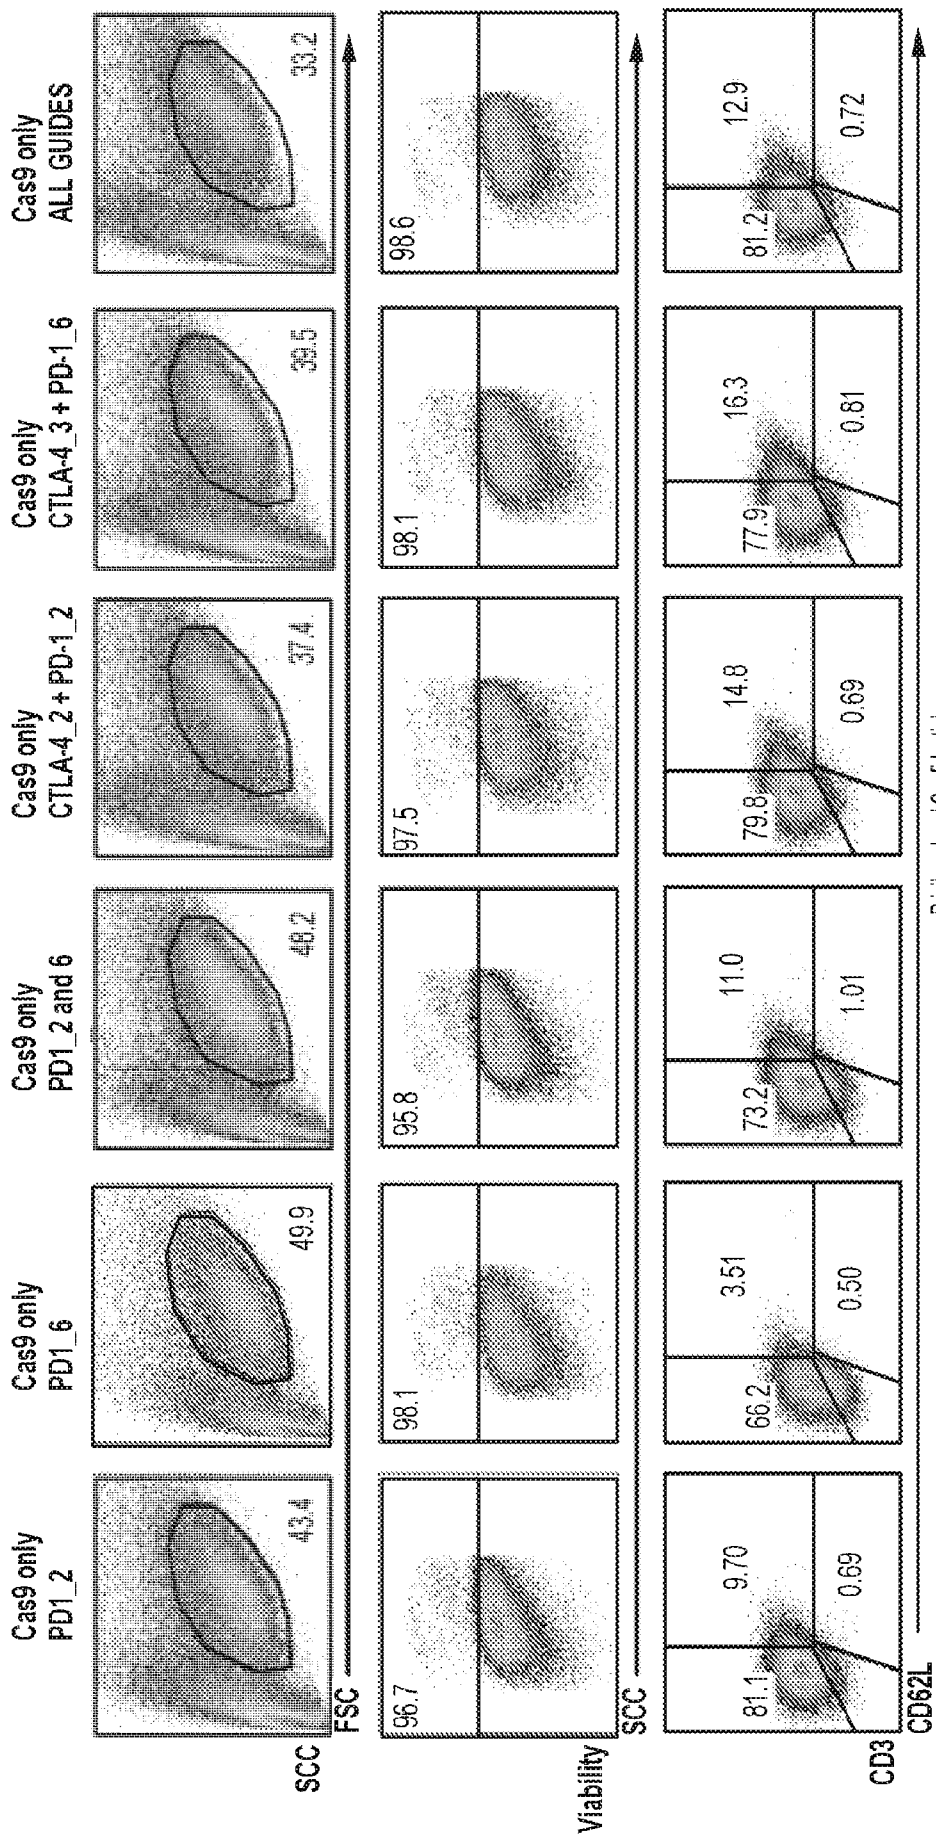 Cas9 only
PD1_2
Cas9 only
PD1_6
Cas9 only
PD1_2 and 6
Cas9 only
CTLA-4_2 + PD-1_2
Cas9 only
CTLA-4_3 + PD-1_6
Cas9 only
ALL GUIDES
SCC
43.4
49.9
48.2
37.4
39.5
33.2
FSC
Viability
96.7
98.1
95.8
97.5
98.1
98.6
SCC
CD3
81.1
9.70
0.69
66.2
3.51
0.50
73.2
11.0
1.01
79.8
14.8
0.69
77.9
16.3
0.81
81.2
12.9
0.72
CD62L